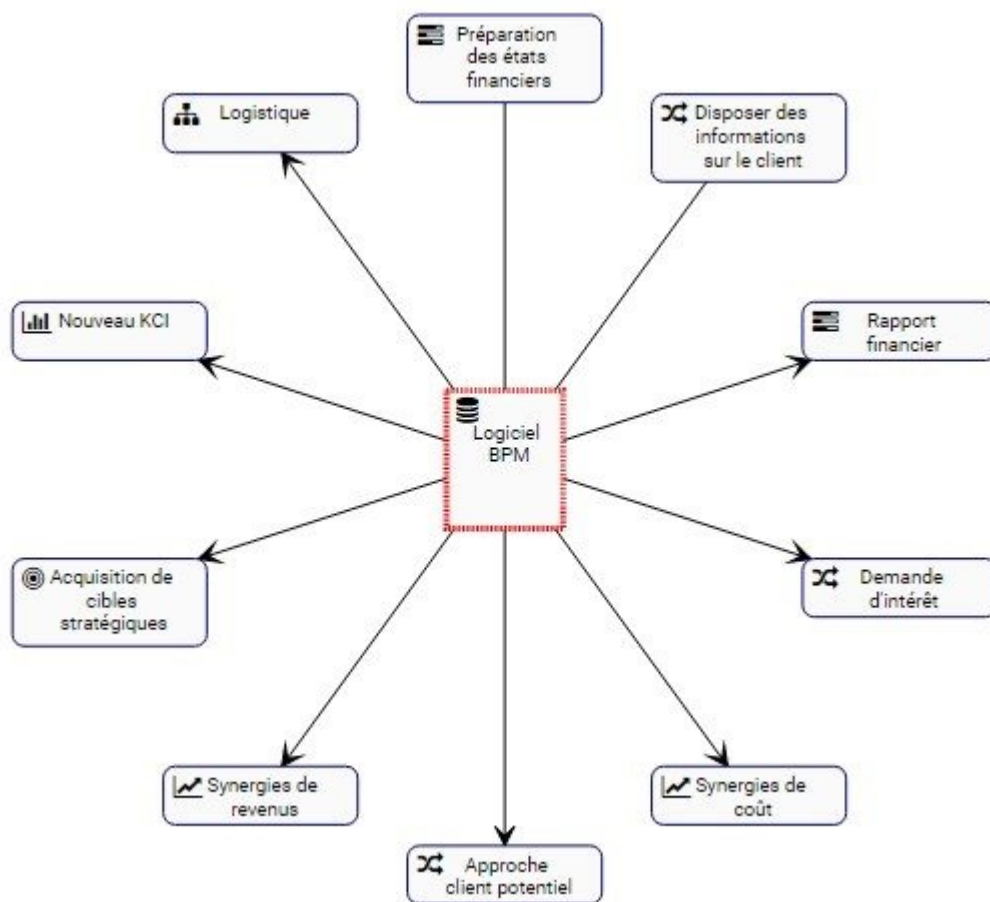 Préparation
des états
financiers
Logistique
Disposer des
informations
sur le client
Nouveau KCI
Rapport
financier
Logiciel
BPM
Acquisition de
cibles
stratégiques
Demande
d'intérêt
Synergies de
revenus
Synergies de
coût
Approche
client potentiel